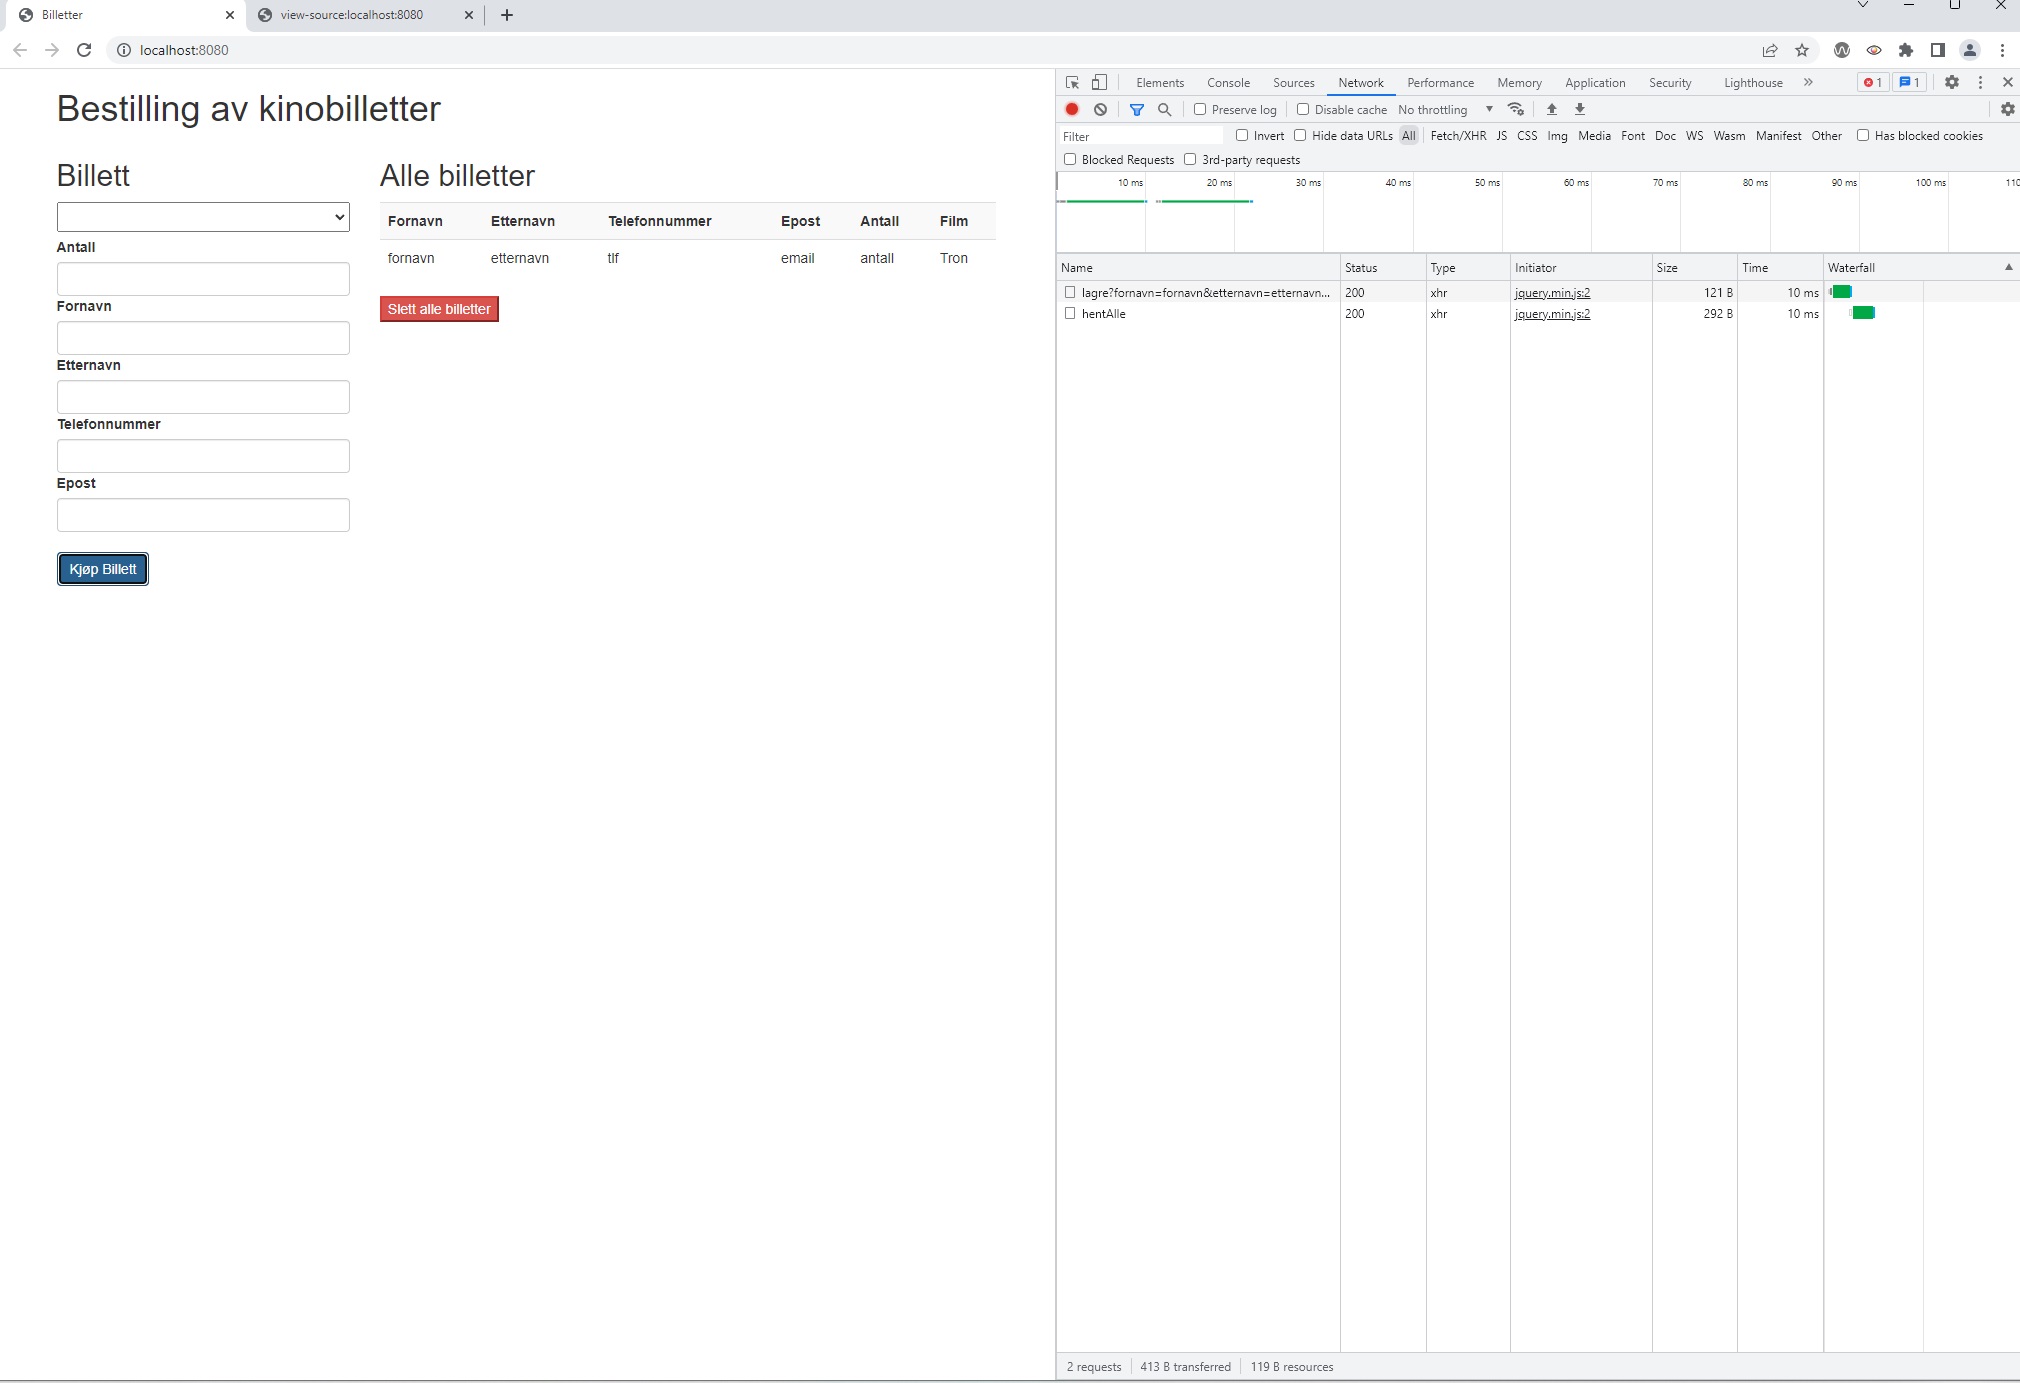 Billetter
view-source:localhost:8080
localhost:8080
Bestilling av kinobilletter
Billett
Antall
Fornavn
Etternavn
Telefonnummer
Epost
Kjøp Billett
Alle billetter
Fornavn Etternavn Telefonnummer Epost Antall Film
fornavn etternavn tlf email antall Tron
Slett alle billetter
Elements Console Sources Network Performance Memory Application Security Lighthouse » 1 1
Preserve log Disable cache No throttling
Filter Invert Hide data URLs All Fetch/XHR JS CSS Img Media Font Doc WS Wasm Manifest Other Has blocked cookies
Blocked Requests 3rd-party requests
10 ms 20 ms 30 ms 40 ms 50 ms 60 ms 70 ms 80 ms 90 ms 100 ms 110
Name Status Type Initiator Size Time Waterfall
lagre?fornavn=fornavn&etternavn=etternavn... 200 xhr jquery.min.js:2 121 B 10 ms
hentAlle 200 xhr jquery.min.js:2 292 B 10 ms
2 requests 413 B transferred 119 B resources